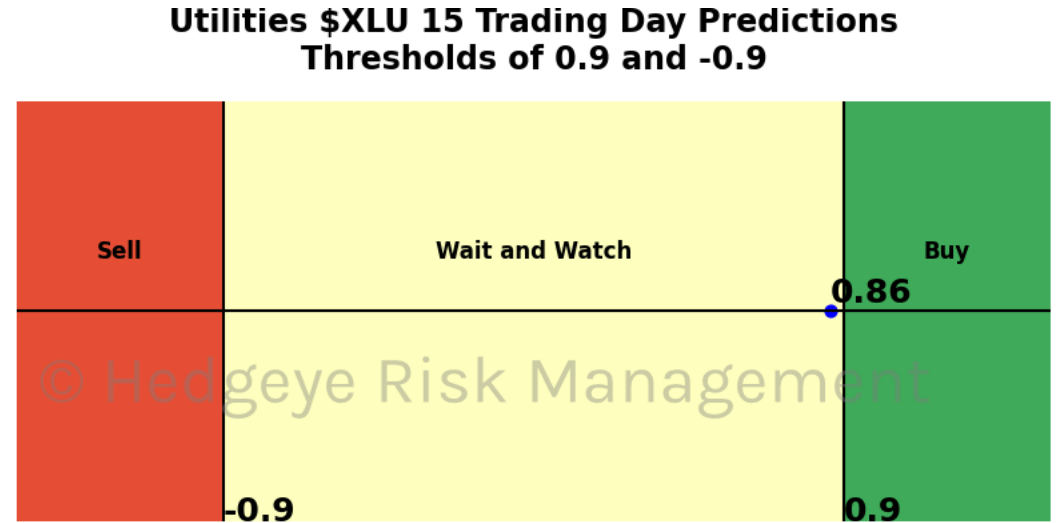 Utilities $XLU 15 Trading Day Predictions
Thresholds of 0.9 and -0.9
Sell
Wait and Watch
Buy
0.86
© Hedgeye Risk Management
-0.9
0.9